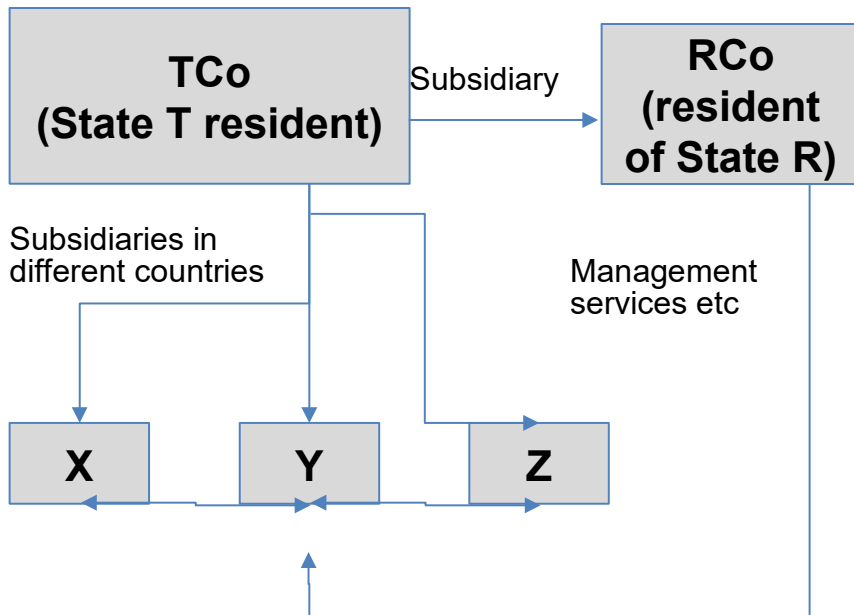 TCo
(State T resident)
Subsidiary
RCo
(resident
of State R)
Subsidiaries in
different countries
Management
services etc
X
Y
Z